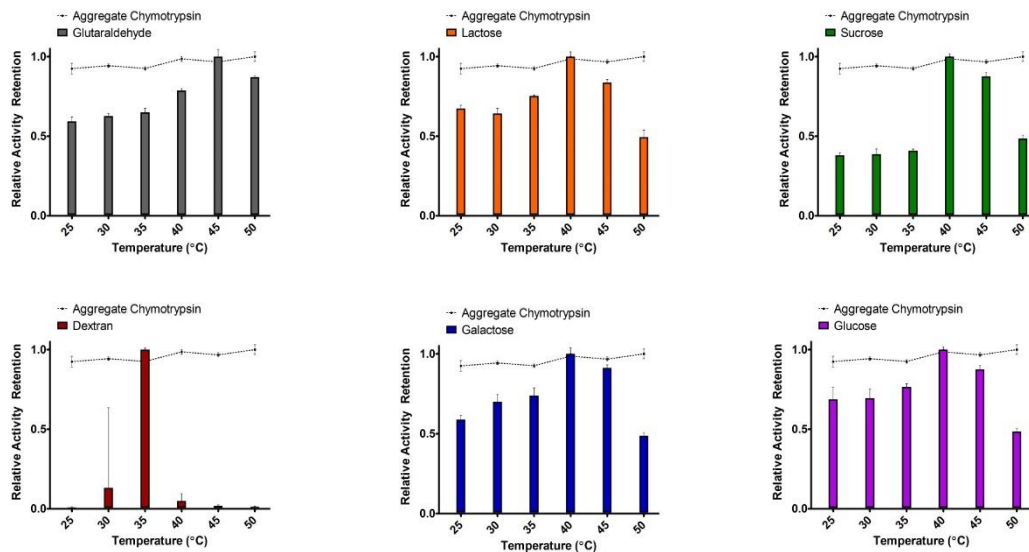 Aggregate Chymotrypsin
Glutaraldehyde
Relative Activity Retention
1.0
0.5
0.0
25 30 35 40 45 50
Temperature (°C)
Aggregate Chymotrypsin
Lactose
Relative Activity Retention
1.0
0.5
0.0
25 30 35 40 45 50
Temperature (°C)
Aggregate Chymotrypsin
Sucrose
Relative Activity Retention
1.0
0.5
0.0
25 30 35 40 45 50
Temperature (°C)
Aggregate Chymotrypsin
Dextran
Relative Activity Retention
1.0
0.5
0.0
25 30 35 40 45 50
Temperature (°C)
Aggregate Chymotrypsin
Galactose
Relative Activity Retention
1.0
0.5
0.0
25 30 35 40 45 50
Temperature (°C)
Aggregate Chymotrypsin
Glucose
Relative Activity Retention
1.0
0.5
0.0
25 30 35 40 45 50
Temperature (°C)